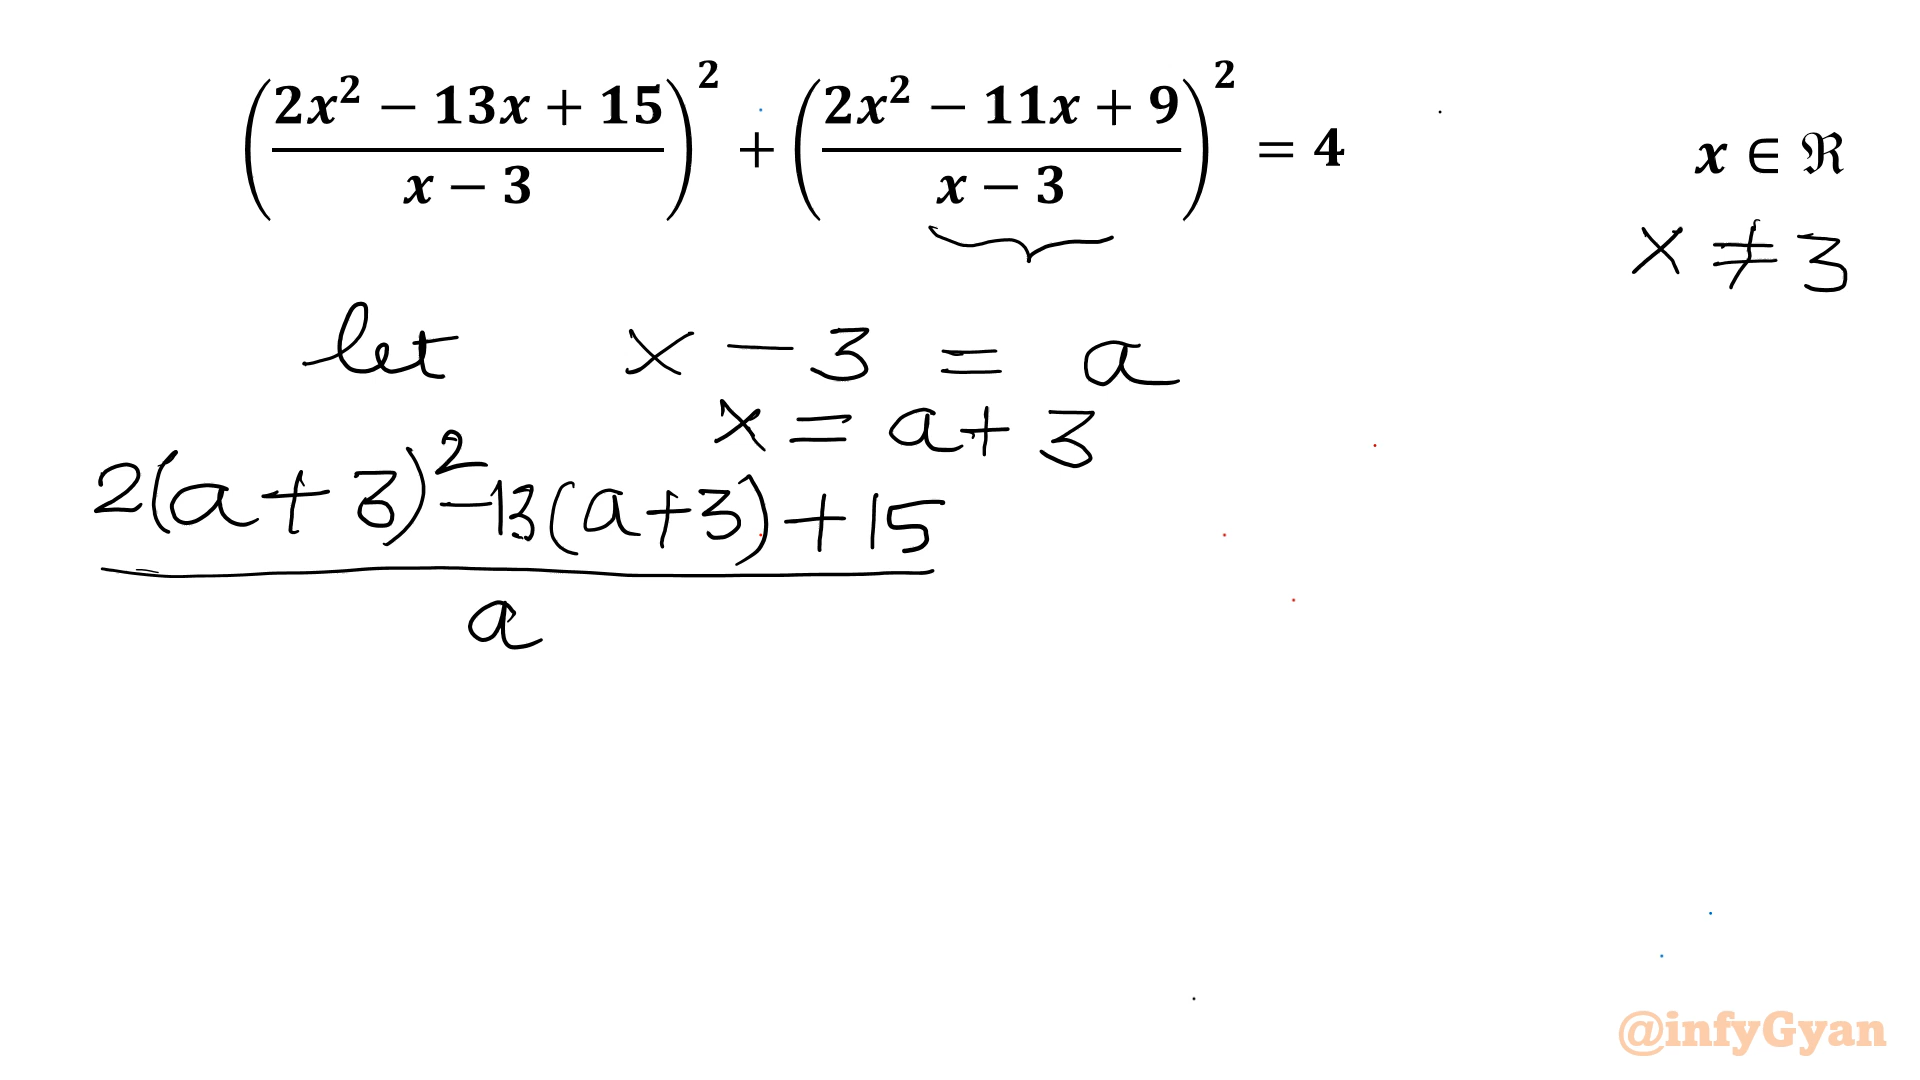 (2x² − 13x + 15 / x − 3)² + (2x² − 11x + 9 / x − 3)² = 4
x ∈ ℜ
x ≠ 3
let x − 3 = a
x = a + 3
2(a + 3)² − 13(a + 3) + 15
a
@infyGyan